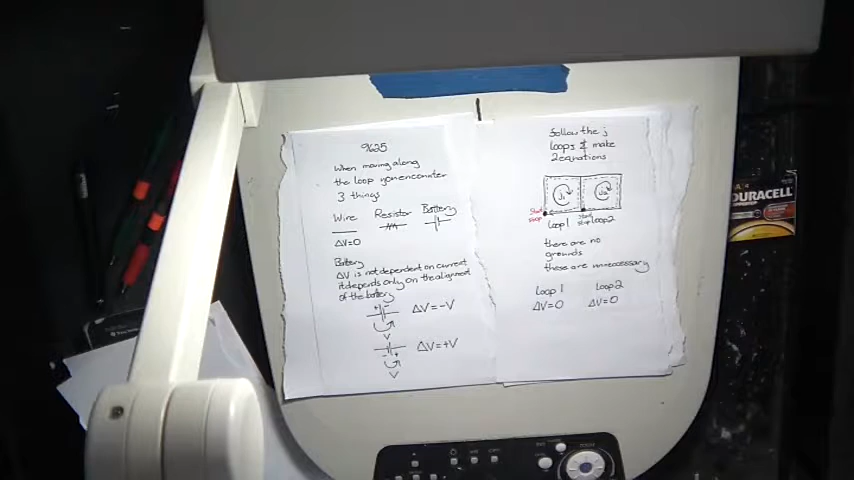 %25
When moving along
the loop you encounter
3 things
Wire Resistor Battery
ΔV=0
Battery
ΔV is not dependent on current
it depends only on the alignment
of the battery
+ -
ΔV=-V
V
ΔV=+V
- +
V
follow the j
loops & make
2 equations
J₁ J₂
Start
stop
Start
stop
loop 1 loop 2
there are no
grounds
these are unnecessary
loop 1 loop 2
ΔV=0 ΔV=0
DURACELL